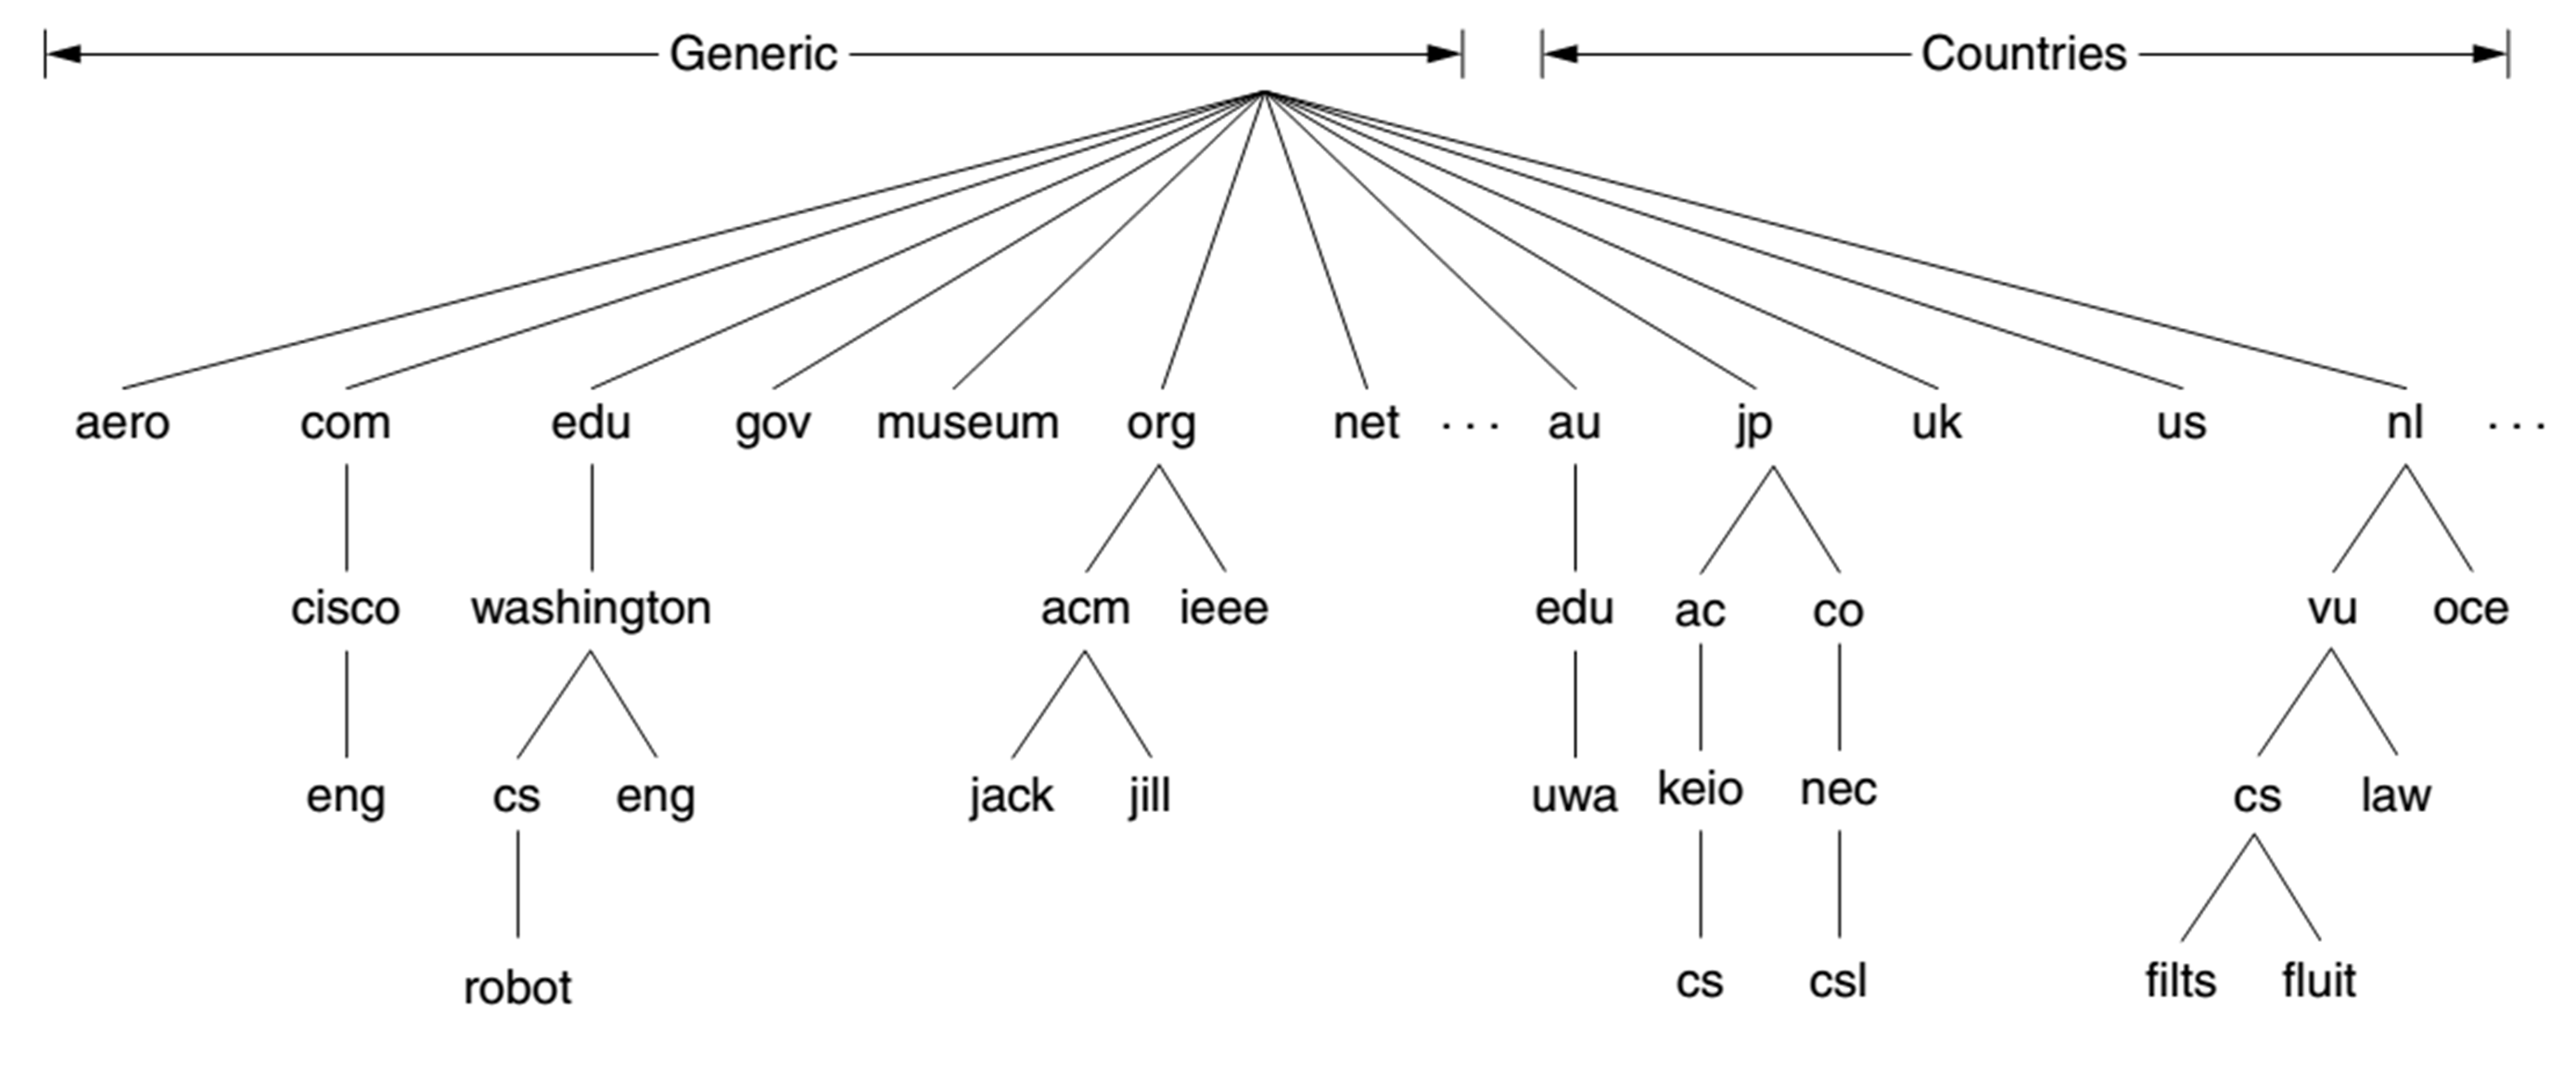 Generic Countries
aero com edu gov museum org net ... au jp uk us nl ...
cisco washington acm ieee edu ac co vu oce
eng cs eng jack jill uwa keio nec cs law
robot cs csl filts fluit